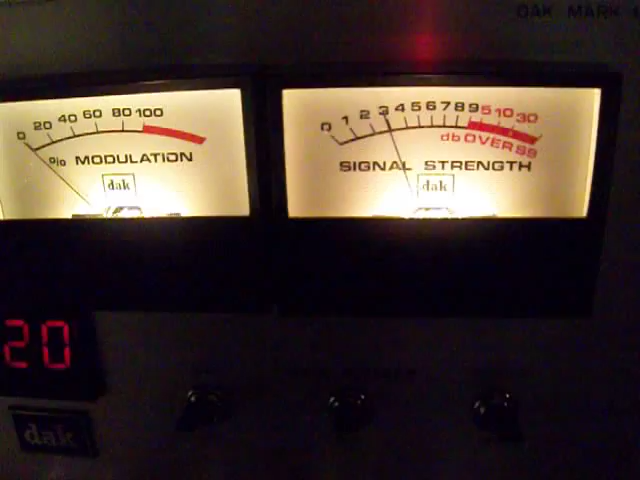 DAK MARK
0 20 40 60 80 100
% MODULATION
dak
0 1 2 3 4 5 6 7 8 9 5 10 30
db OVER S9
SIGNAL STRENGTH
dak
20
dak